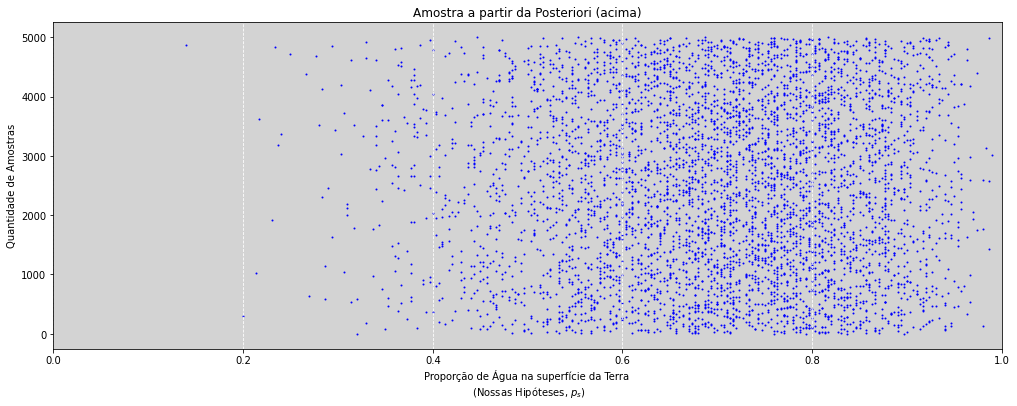 Amostra a partir da Posteriori (acima)
Quantidade de Amostras
5000
4000
3000
2000
1000
0
0.0 0.2 0.4 0.6 0.8 1.0
Proporção de Água na superfície da Terra
(Nossas Hipóteses, pₛ)